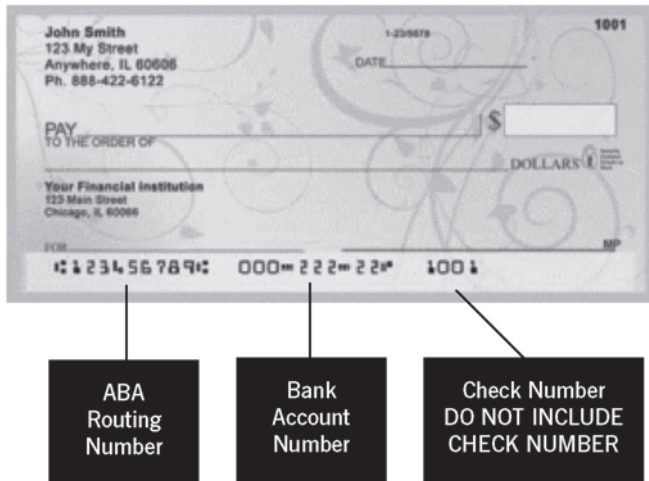 John Smith
123 My Street
Anywhere, IL 60606
Ph. 888-422-6122
1-23/5678
1001
DATE
PAY
TO THE ORDER OF
$
DOLLARS
Your Financial Institution
123 Main Street
Chicago, IL 60066
FOR
MP
⑆123456789⑆ 000⑉222⑉22⑈ 1001
ABA
Routing
Number
Bank
Account
Number
Check Number
DO NOT INCLUDE
CHECK NUMBER